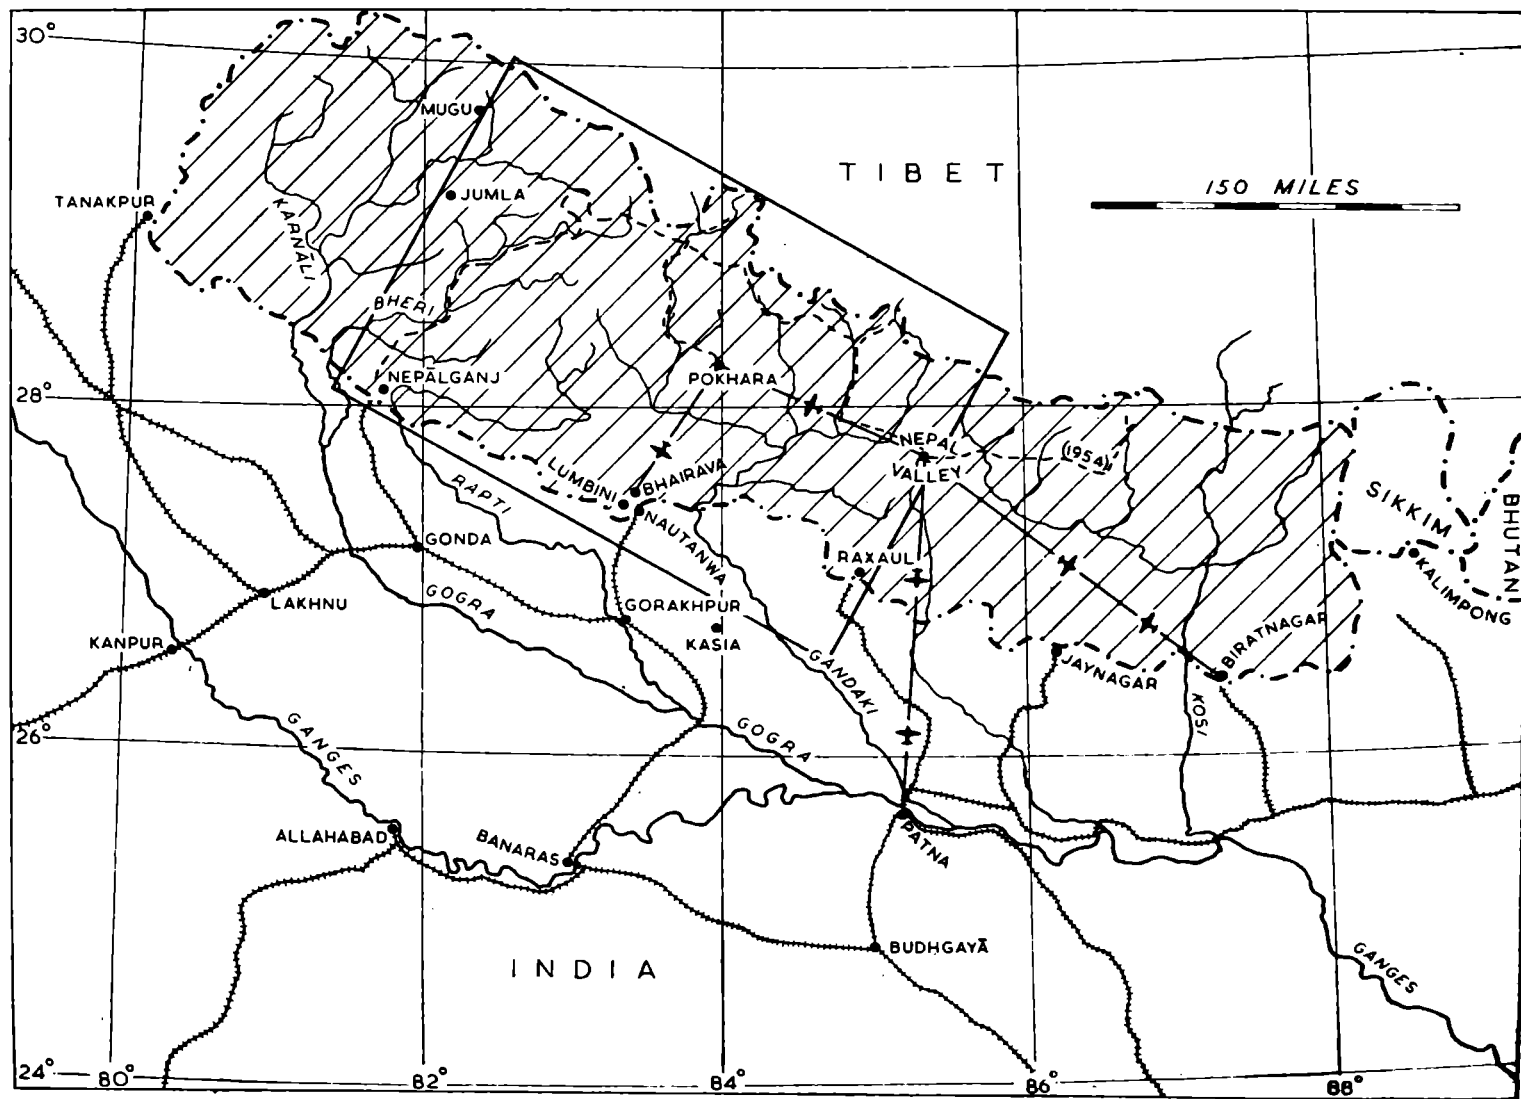 30°
MUGU
TIBET
150 MILES
TANAKPUR
JUMLA
KARNĀLI
BHERI
28°
NEPĀLGANJ
POKHARA
NEPAL
VALLEY
(1954)
LUMBINI
BHAIRAVA
RAPTI
NAUTANWA
SIKKIM
BHUTAN
GONDA
RAXAUL
KALIMPONG
LAKHNU
GOGRA
GORAKHPUR
KASIA
KANPUR
GANDAKI
JAYNAGAR
BIRATNAGAR
KOSI
26°
GANGES
GOGRA
ALLAHABAD
BANARAS
PATNA
BUDHGAYĀ
GANGES
INDIA
24°
80°
82°
84°
86°
88°